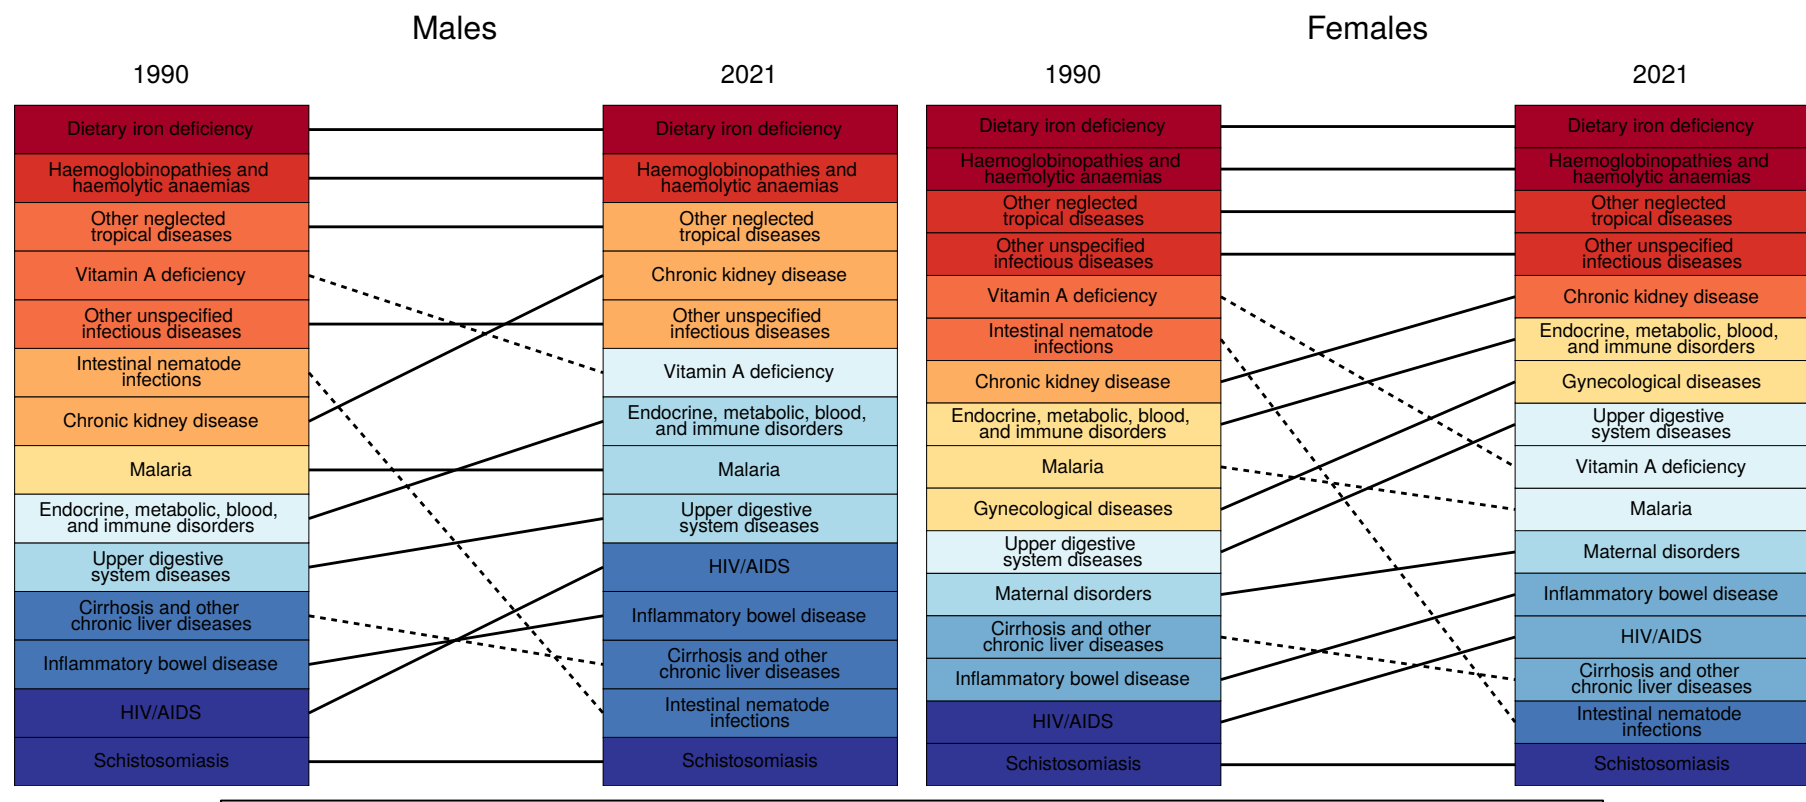 Males
1990
2021
Dietary iron deficiency
Haemoglobinopathies and
haemolytic anaemias
Other neglected
tropical diseases
Vitamin A deficiency
Other unspecified
infectious diseases
Intestinal nematode
infections
Chronic kidney disease
Malaria
Endocrine, metabolic, blood,
and immune disorders
Upper digestive
system diseases
Cirrhosis and other
chronic liver diseases
Inflammatory bowel disease
HIV/AIDS
Schistosomiasis
Dietary iron deficiency
Haemoglobinopathies and
haemolytic anaemias
Other neglected
tropical diseases
Chronic kidney disease
Other unspecified
infectious diseases
Vitamin A deficiency
Endocrine, metabolic, blood,
and immune disorders
Malaria
Upper digestive
system diseases
HIV/AIDS
Inflammatory bowel disease
Cirrhosis and other
chronic liver diseases
Intestinal nematode
infections
Schistosomiasis
Females
1990
2021
Dietary iron deficiency
Haemoglobinopathies and
haemolytic anaemias
Other neglected
tropical diseases
Other unspecified
infectious diseases
Vitamin A deficiency
Intestinal nematode
infections
Chronic kidney disease
Endocrine, metabolic, blood,
and immune disorders
Malaria
Gynecological diseases
Upper digestive
system diseases
Maternal disorders
Cirrhosis and other
chronic liver diseases
Inflammatory bowel disease
HIV/AIDS
Schistosomiasis
Dietary iron deficiency
Haemoglobinopathies and
haemolytic anaemias
Other neglected
tropical diseases
Other unspecified
infectious diseases
Chronic kidney disease
Endocrine, metabolic, blood,
and immune disorders
Gynecological diseases
Upper digestive
system diseases
Vitamin A deficiency
Malaria
Maternal disorders
Inflammatory bowel disease
HIV/AIDS
Cirrhosis and other
chronic liver diseases
Intestinal nematode
infections
Schistosomiasis